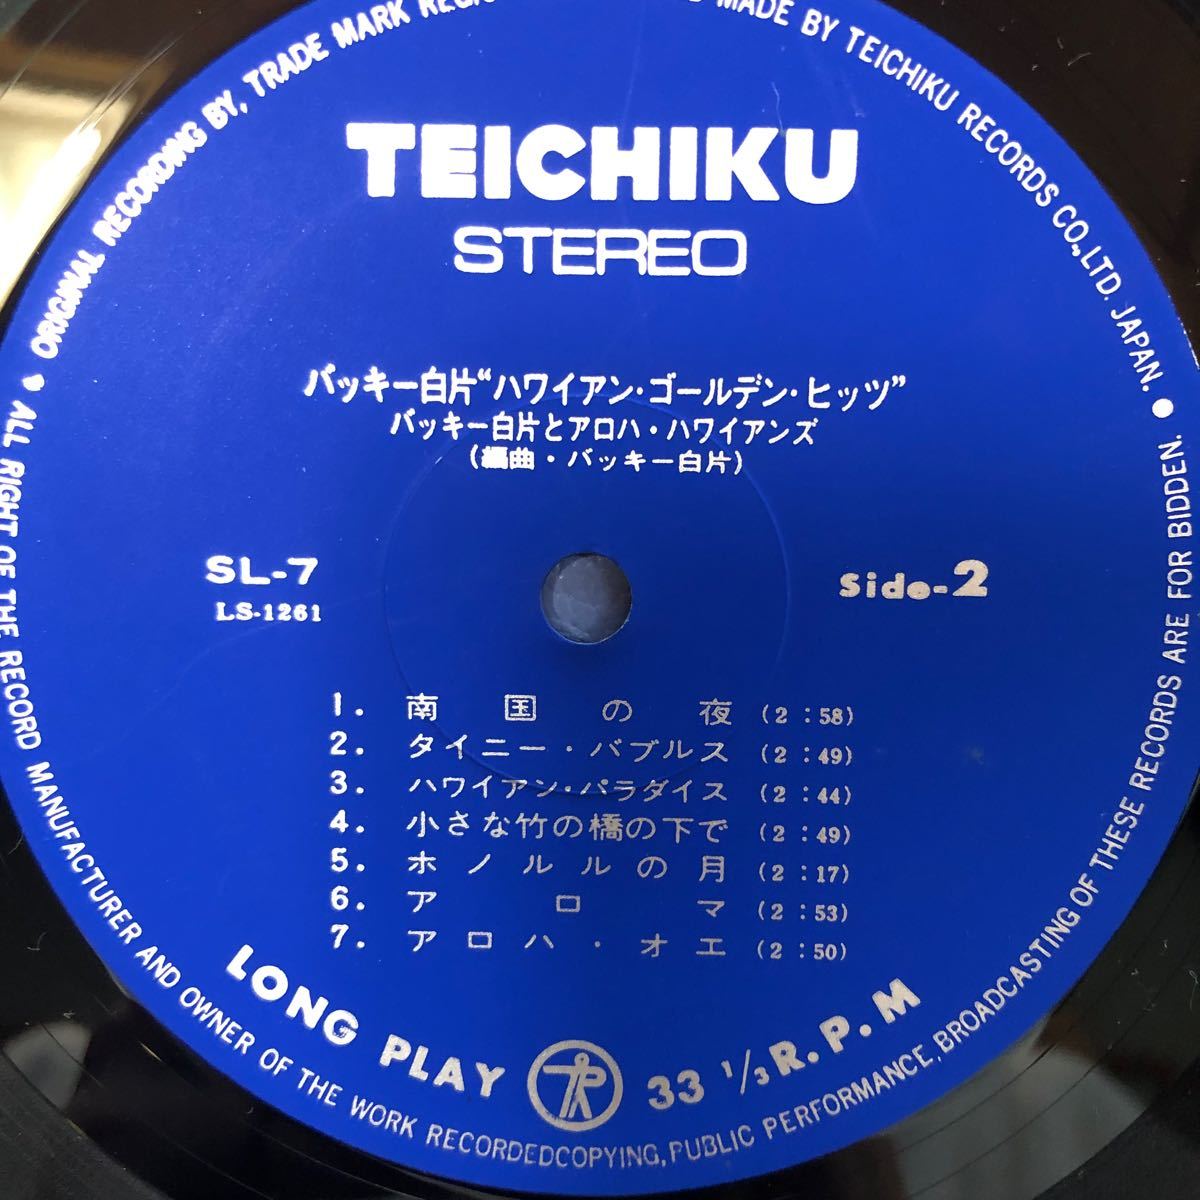 TEICHIKU
STEREO
バッキー白片“ハワイアン・ゴールデン・ヒッツ”
バッキー白片とアロハ・ハワイアンズ
(編曲・バッキー白片)
SL-7
LS-1261
Side-2
1. 南国の夜 (2:58)
2. タイニー・バブルス (2:49)
3. ハワイアン・パラダイス (2:44)
4. 小さな竹の橋の下で (2:49)
5. ホノルルの月 (2:17)
6. アロマ (2:53)
7. アロハ・オエ (2:50)
LONG PLAY 33 1/3 R.P.M
● ORIGINAL RECORDING BY, TRADE MARK MADE BY TEICHIKU RECORDS CO., LTD. JAPAN. ●
ALL RIGHT OF THE RECORD MANUFACTURER AND OWNER OF THE WORK RECORDEDCOPYING, PUBLIC PERFORMANCE, BROADCASTING OF THESE RECORDS ARE FOR BIDDEN.